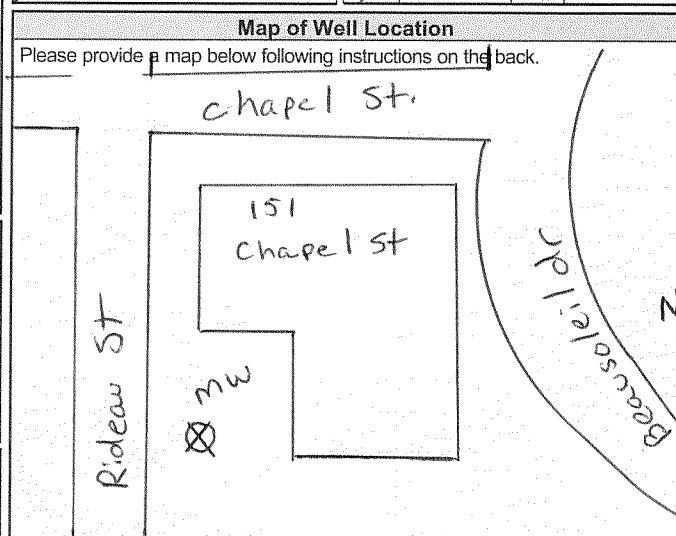 Map of Well Location
Please provide a map below following instructions on the back.
Chapel St.
151
Chapel St
Beausoleil dr
N
Rideau St
MW